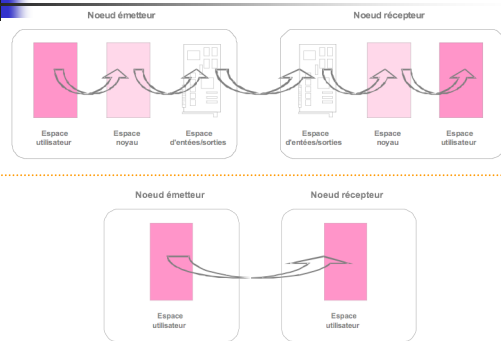 Noeud émetteur
Noeud récepteur
Espace
utilisateur
Espace
noyau
Espace
d'entées/sorties
Espace
d'entées/sorties
Espace
noyau
Espace
utilisateur
Noeud émetteur
Noeud récepteur
Espace
utilisateur
Espace
utilisateur